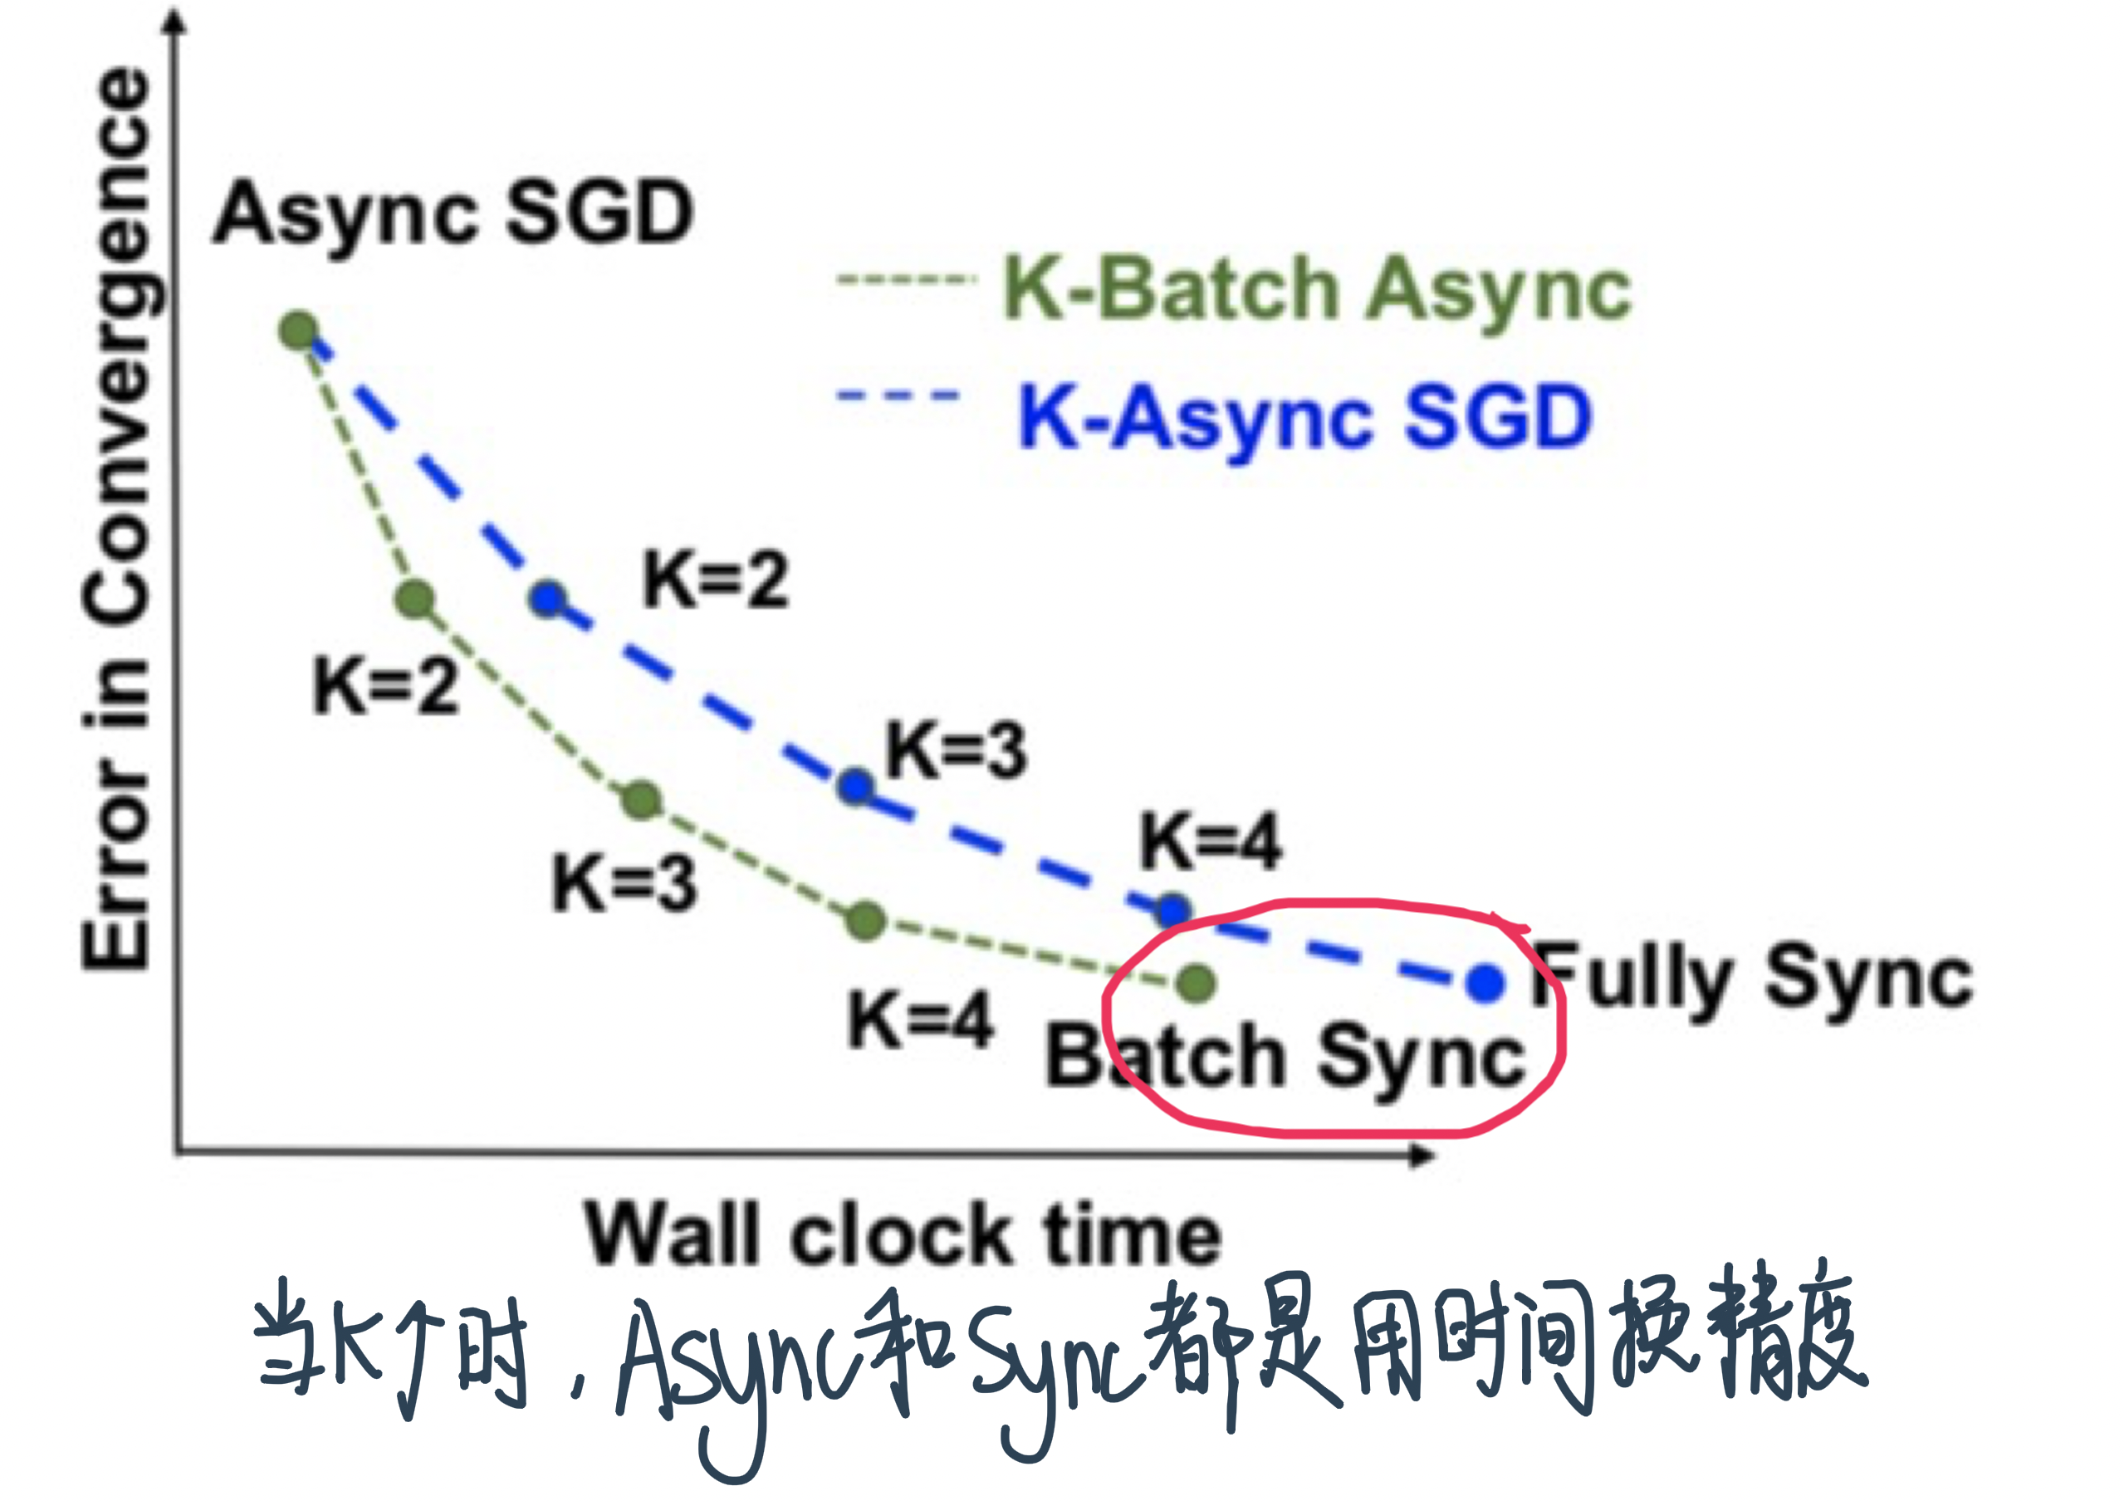 Error in Convergence
Async SGD
K-Batch Async
K-Async SGD
K=2
K=2
K=3
K=3
K=4
K=4
Fully Sync
Batch Sync
Wall clock time
当K↑时,Async和Sync都是用时间换精度